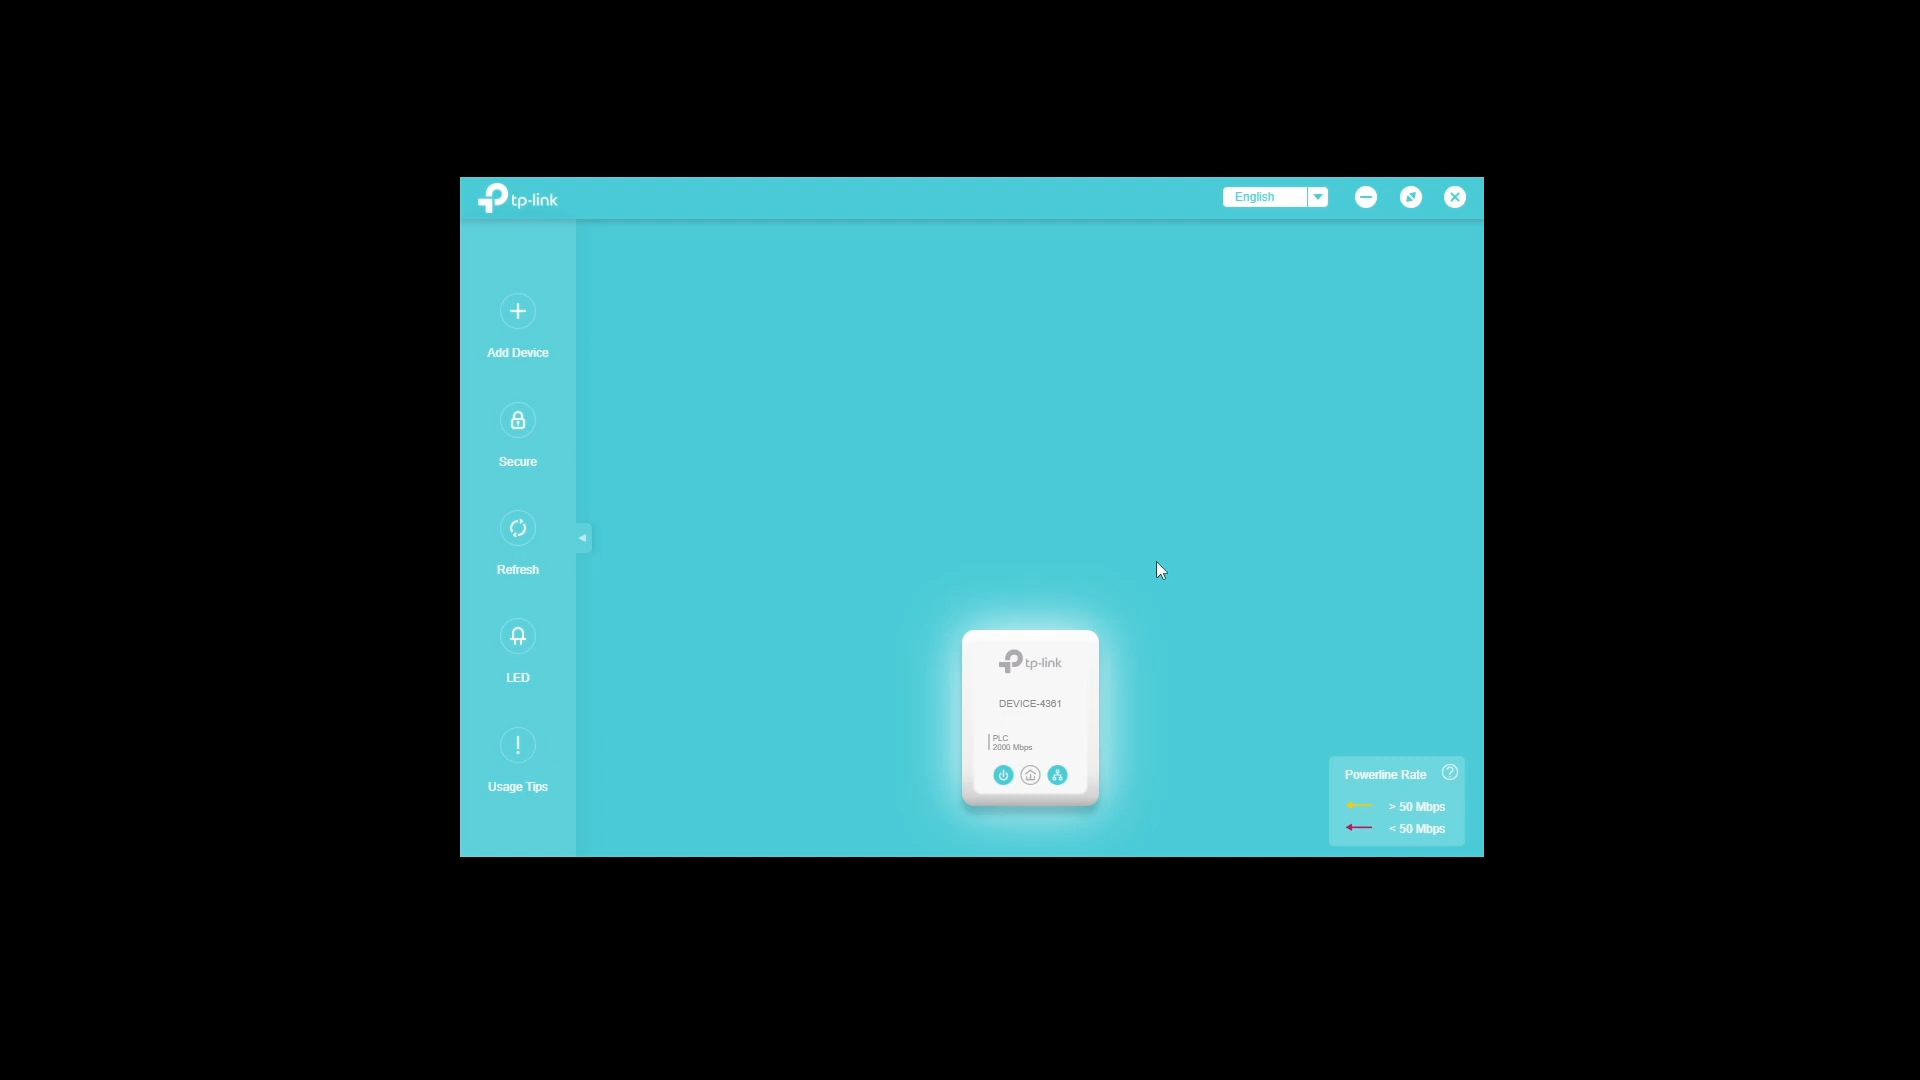 tp-link
English
Add Device
Secure
Refresh
LED
Usage Tips
tp-link
DEVICE-4361
PLC
2000 Mbps
Powerline Rate ?
> 50 Mbps
< 50 Mbps